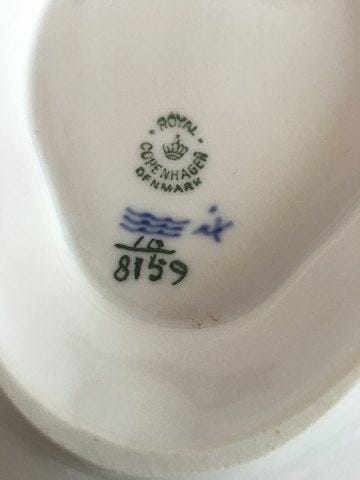 ROYAL
COPENHAGEN
DENMARK
10
8159